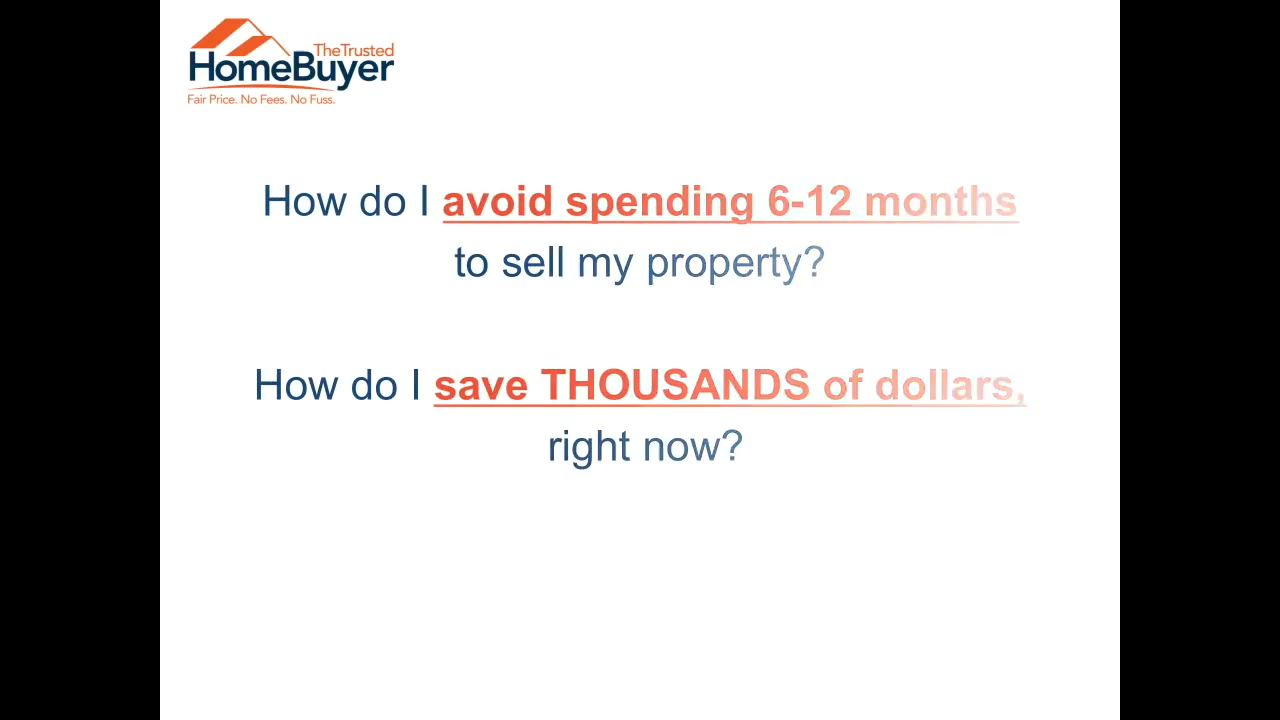 TheTrusted
HomeBuyer
Fair Price. No Fees. No Fuss.
How do I avoid spending 6-12 months
to sell my property?
How do I save THOUSANDS of dollars,
right now?